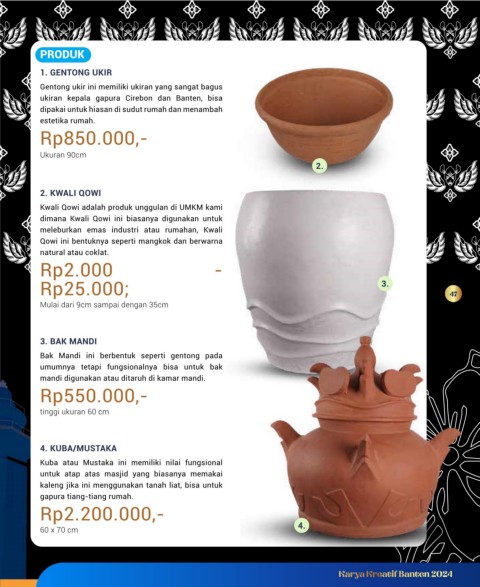 PRODUK
1. GENTONG UKIR
Gentong ukir ini memiliki ukiran yang sangat bagus
ukiran kepala gapura Cirebon dan Banten, bisa
dipakai untuk hiasan di sudut rumah dan menambah
estetika rumah.
Rp850.000,-
Ukuran 90cm
2. KWALI QOWI
Kwali Qowi adalah produk unggulan di UMKM kami
dimana Kwali Qowi ini biasanya digunakan untuk
meleburkan emas industri atau rumahan, Kwali
Qowi ini bentuknya seperti mangkok dan berwarna
natural atau coklat.
Rp2.000 -
Rp25.000;
Mulai dari 9cm sampai dengan 35cm
3. BAK MANDI
Bak Mandi ini berbentuk seperti gentong pada
umumnya tetapi fungsionalnya bisa untuk bak
mandi digunakan atau ditaruh di kamar mandi.
Rp550.000,-
tinggi ukuran 60 cm
4. KUBA/MUSTAKA
Kuba atau Mustaka ini memiliki nilai fungsional
untuk atap atas masjid yang biasanya memakai
kaleng jika ini menggunakan tanah liat, bisa untuk
gapura tiang-tiang rumah.
Rp2.200.000,-
60 x 70 cm
2.
3.
4.
47
Karya Kreatif Banten 2024